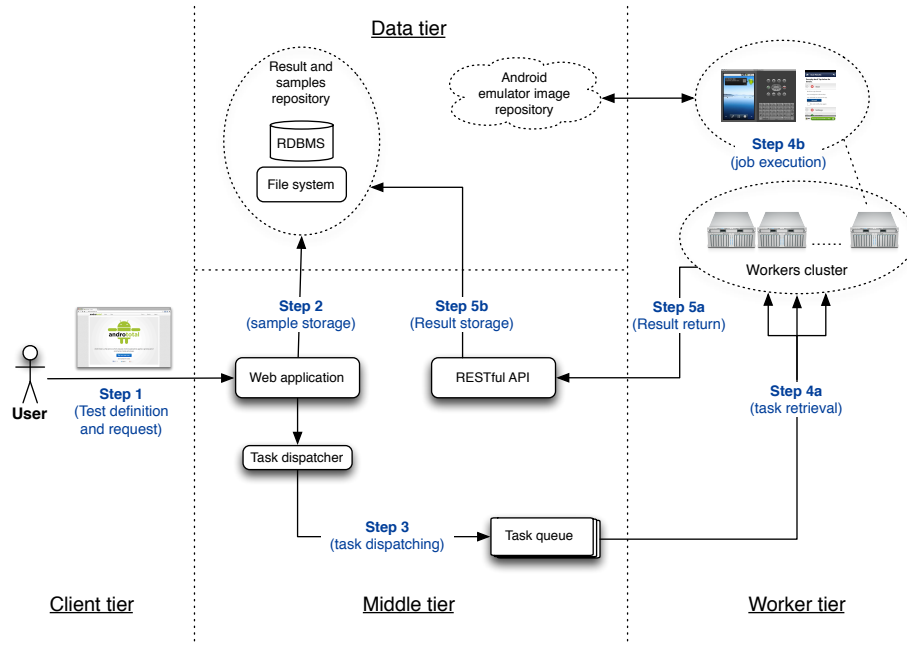 Data tier
Result and
samples
repository
RDBMS
File system
Android
emulator image
repository
Step 4b
(job execution)
Workers cluster
Step 2
(sample storage)
Step 5b
(Result storage)
Step 5a
(Result return)
andrototal
User
Step 1
(Test definition
and request)
Web application
RESTful API
Step 4a
(task retrieval)
Task dispatcher
Step 3
(task dispatching)
Task queue
Client tier
Middle tier
Worker tier